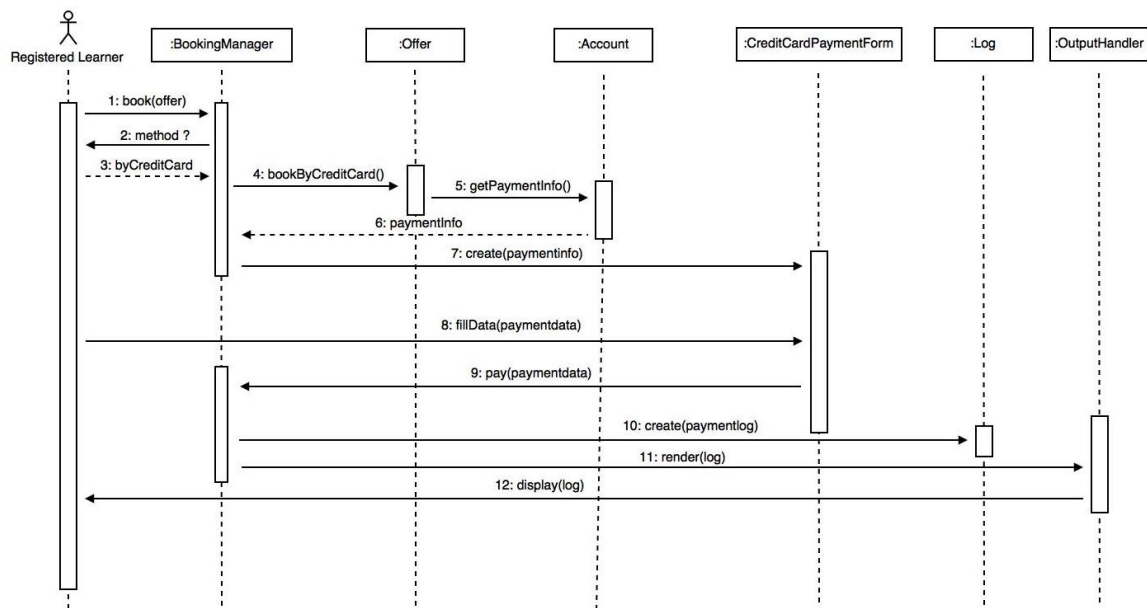 Registered Learner
:BookingManager
:Offer
:Account
:CreditCardPaymentForm
:Log
:OutputHandler
1: book(offer)
2: method ?
3: byCreditCard
4: bookByCreditCard()
5: getPaymentInfo()
6: paymentInfo
7: create(paymentinfo)
8: fillData(paymentdata)
9: pay(paymentdata)
10: create(paymentlog)
11: render(log)
12: display(log)